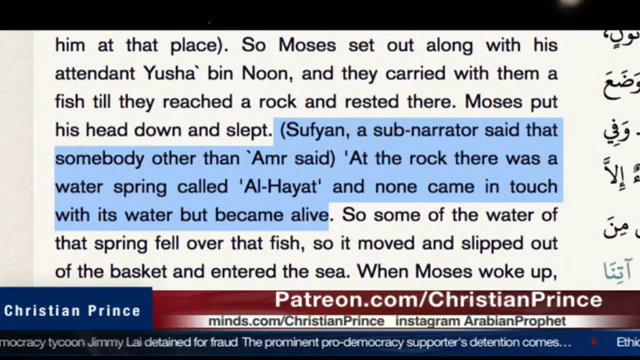 him at that place). So Moses set out along with his
attendant Yusha` bin Noon, and they carried with them a
fish till they reached a rock and rested there. Moses put
his head down and slept. (Sufyan, a sub-narrator said that
somebody other than `Amr said) 'At the rock there was a
water spring called 'Al-Hayat' and none came in touch
with its water but became alive. So some of the water of
that spring fell over that fish, so it moved and slipped out
of the basket and entered the sea. When Moses woke up,
وَفِي
إِلاَّ
مِنَ
آتِنَا
Christian Prince
Patreon.com/ChristianPrince
minds.com/ChristianPrince instagram ArabianProphet
mocracy tycoon Jimmy Lai detained for fraud The prominent pro-democracy supporter's detention comes…
Ethi